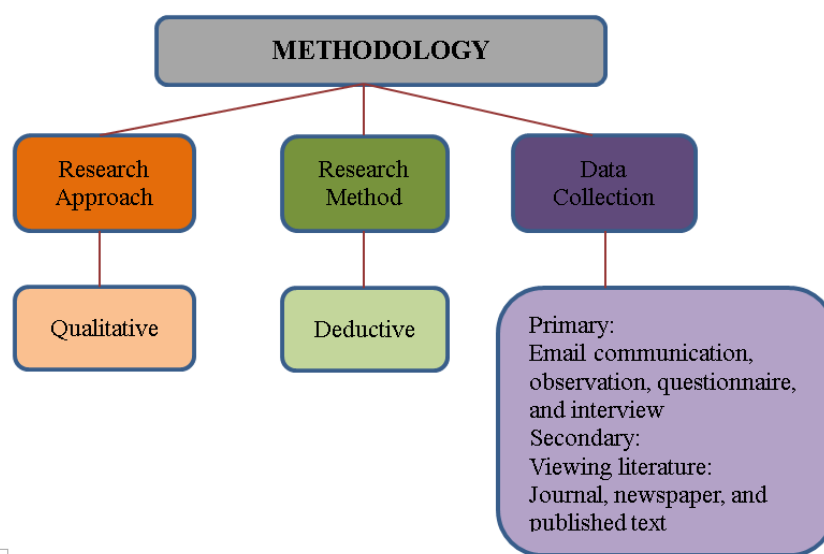 METHODOLOGY
Research
Approach
Research
Method
Data
Collection
Qualitative
Deductive
Primary:
Email communication,
observation, questionnaire,
and interview
Secondary:
Viewing literature:
Journal, newspaper, and
published text